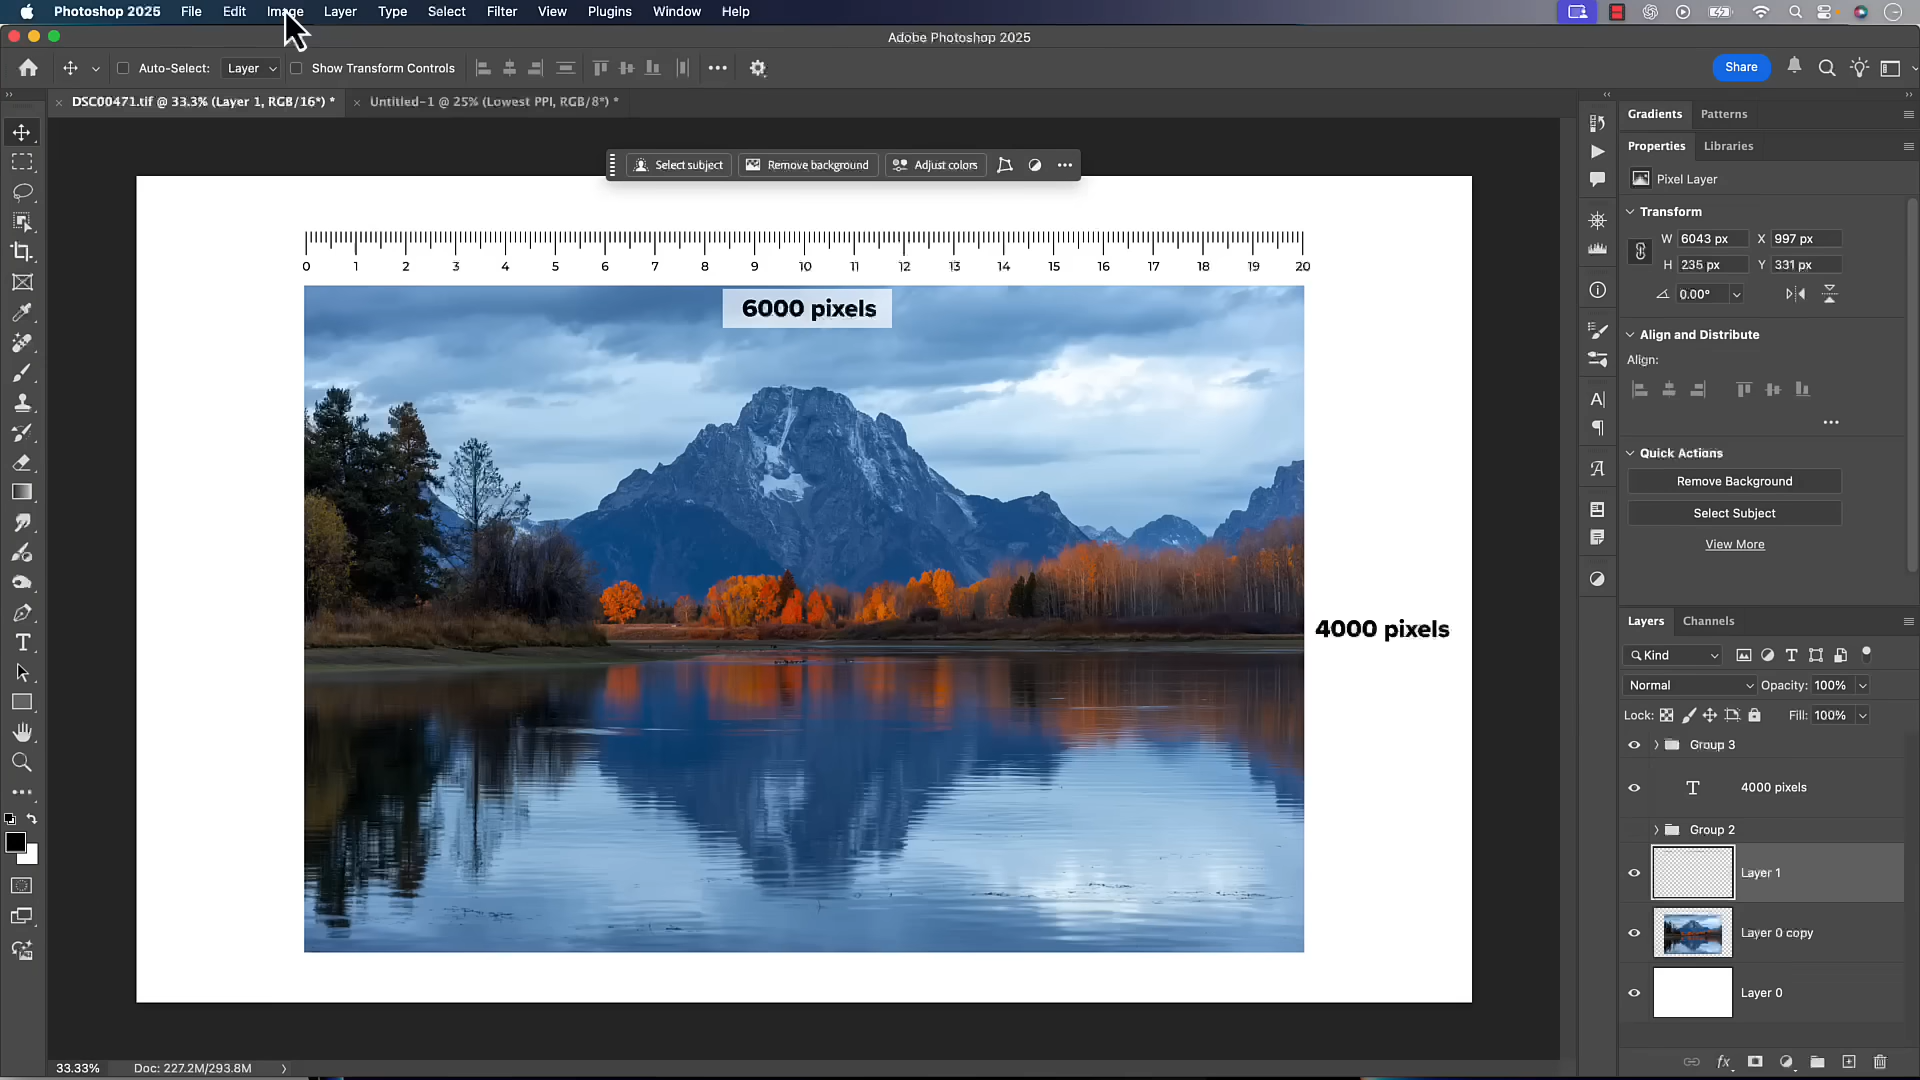 Photoshop 2025 File Edit Image Layer Type Select Filter View Plugins Window Help
Adobe Photoshop 2025
Auto-Select: Layer Show Transform Controls Share
DSC00471.tif @ 33.3% (Layer 1, RGB/16*) * Untitled-1 @ 25% (Lowest PPI, RGB/8*) *
Gradients Patterns
Properties Libraries
Select subject Remove background Adjust colors
Pixel Layer
Transform
W 6043 px X 997 px
H 235 px Y 331 px
0 1 2 3 4 5 6 7 8 9 10 11 12 13 14 15 16 17 18 19 20
0.00°
6000 pixels
Align and Distribute
Align:
Quick Actions
Remove Background
Select Subject
View More
4000 pixels
Layers Channels
Kind
Normal Opacity: 100%
Lock: Fill: 100%
Group 3
4000 pixels
Group 2
Layer 1
Layer 0 copy
Layer 0
33.33% Doc: 227.2M/293.8M